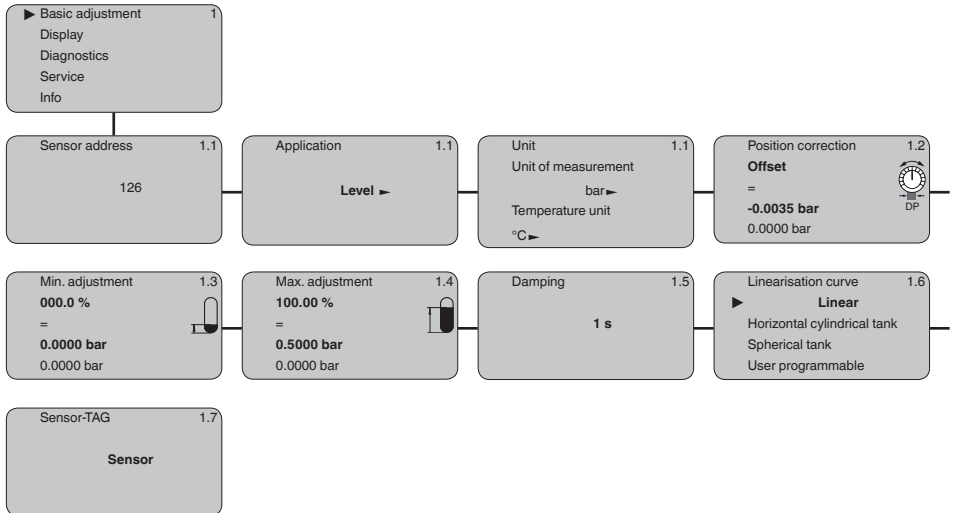 ▶ Basic adjustment 1
Display
Diagnostics
Service
Info
Sensor address 1.1
126
Application 1.1
Level ►
Unit 1.1
Unit of measurement
bar►
Temperature unit
°C►
Position correction 1.2
Offset
=
-0.0035 bar
0.0000 bar
DP
Min. adjustment 1.3
000.0 %
=
0.0000 bar
0.0000 bar
Max. adjustment 1.4
100.00 %
=
0.5000 bar
0.0000 bar
Damping 1.5
1 s
Linearisation curve 1.6
▶ Linear
Horizontal cylindrical tank
Spherical tank
User programmable
Sensor-TAG 1.7
Sensor